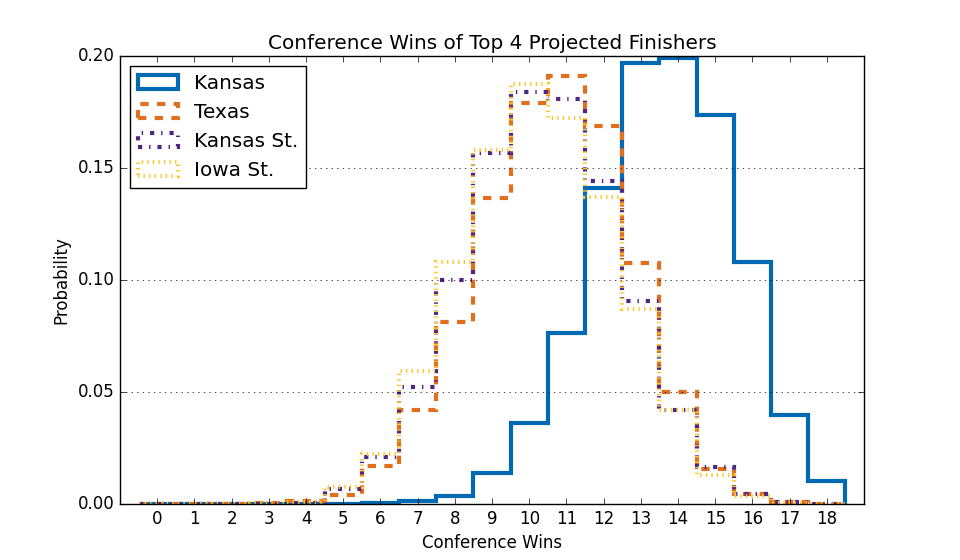 Conference Wins of Top 4 Projected Finishers
0.20
0.15
0.10
0.05
0.00
Probability
Kansas
Texas
Kansas St.
Iowa St.
0 1 2 3 4 5 6 7 8 9 10 11 12 13 14 15 16 17 18
Conference Wins